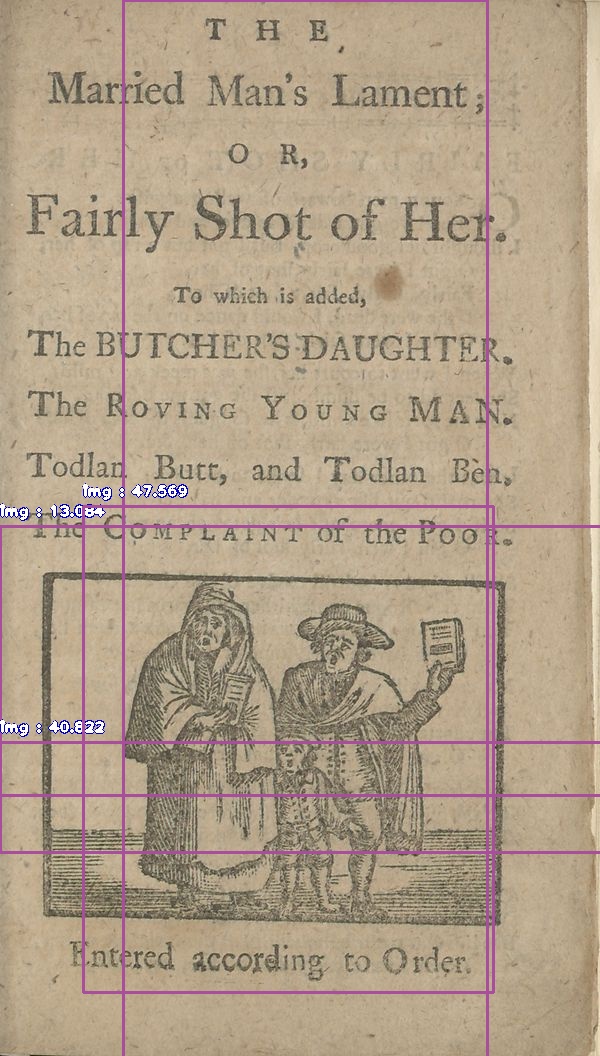 THE
Married Man's Lament;
OR,
Fairly Shot of Her.
To which is added,
The BUTCHER'S DAUGHTER.
The ROVING YOUNG MAN.
Todlan Butt, and Todlan Ben.
img : 47.569
img : 13.084
The COMPLAINT of the POOR.
img : 40.822
Entered according to Order.